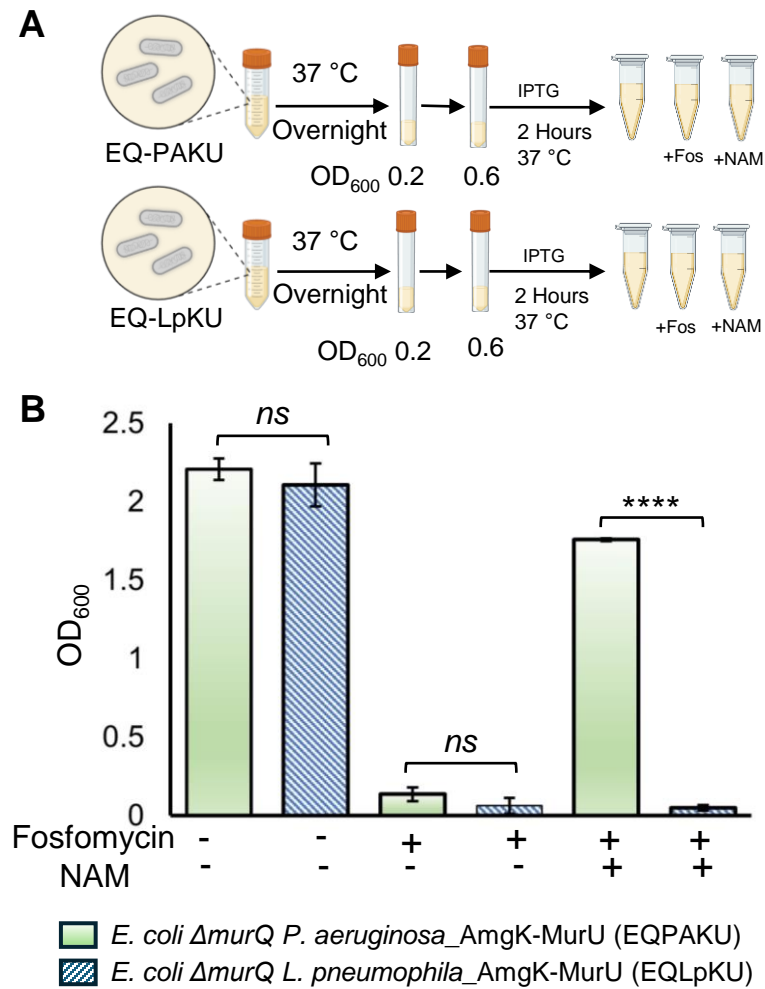 A
37 °C
Overnight
EQ-PAKU
OD600 0.2 0.6
IPTG
2 Hours
37 °C
+Fos +NAM
37 °C
Overnight
EQ-LpKU
OD600 0.2 0.6
IPTG
2 Hours
37 °C
+Fos +NAM
B
OD600
2.5
2
1.5
1
0.5
0
ns
ns
****
Fosfomycin - - + + + +
NAM - - - - + +
E. coli ΔmurQ P. aeruginosa_AmgK-MurU (EQPAKU)
E. coli ΔmurQ L. pneumophila_AmgK-MurU (EQLpKU)